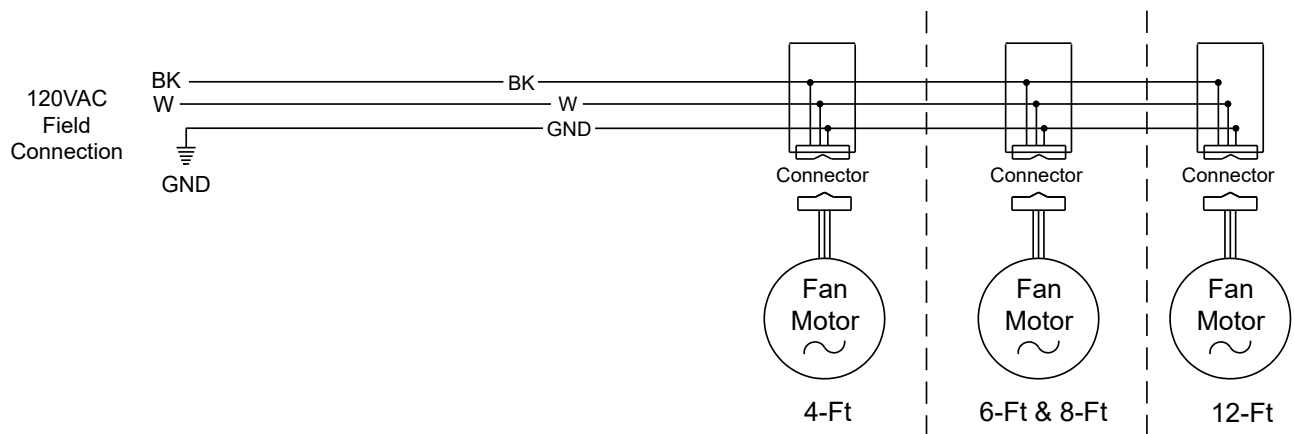 120VAC
Field
Connection
BK
W
GND
BK
W
GND
Connector
Connector
Connector
Fan
Motor
Fan
Motor
Fan
Motor
4-Ft
6-Ft & 8-Ft
12-Ft